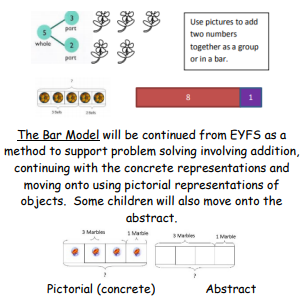 3
part
5
whole
2
part
Use pictures to add
two numbers
together as a group
or in a bar.
?
8
1
The Bar Model will be continued from EYFS as a
method to support problem solving involving addition,
continuing with the concrete representations and
moving onto using pictorial representations of
objects. Some children will also move onto the
abstract.
3 Marbles
1 Marble
3 Marbles
1 Marble
?
?
Pictorial (concrete)
Abstract